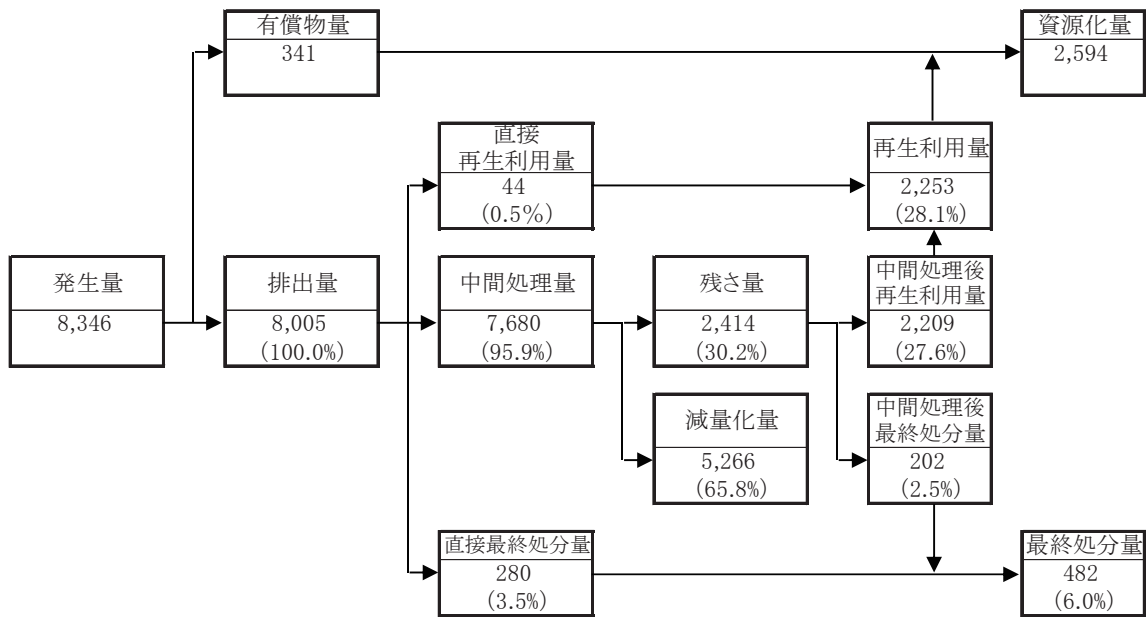 有償物量
341
資源化量
2,594
直接
再生利用量
44
(0.5%)
再生利用量
2,253
(28.1%)
発生量
8,346
排出量
8,005
(100.0%)
中間処理量
7,680
(95.9%)
残さ量
2,414
(30.2%)
中間処理後
再生利用量
2,209
(27.6%)
減量化量
5,266
(65.8%)
中間処理後
最終処分量
202
(2.5%)
直接最終処分量
280
(3.5%)
最終処分量
482
(6.0%)